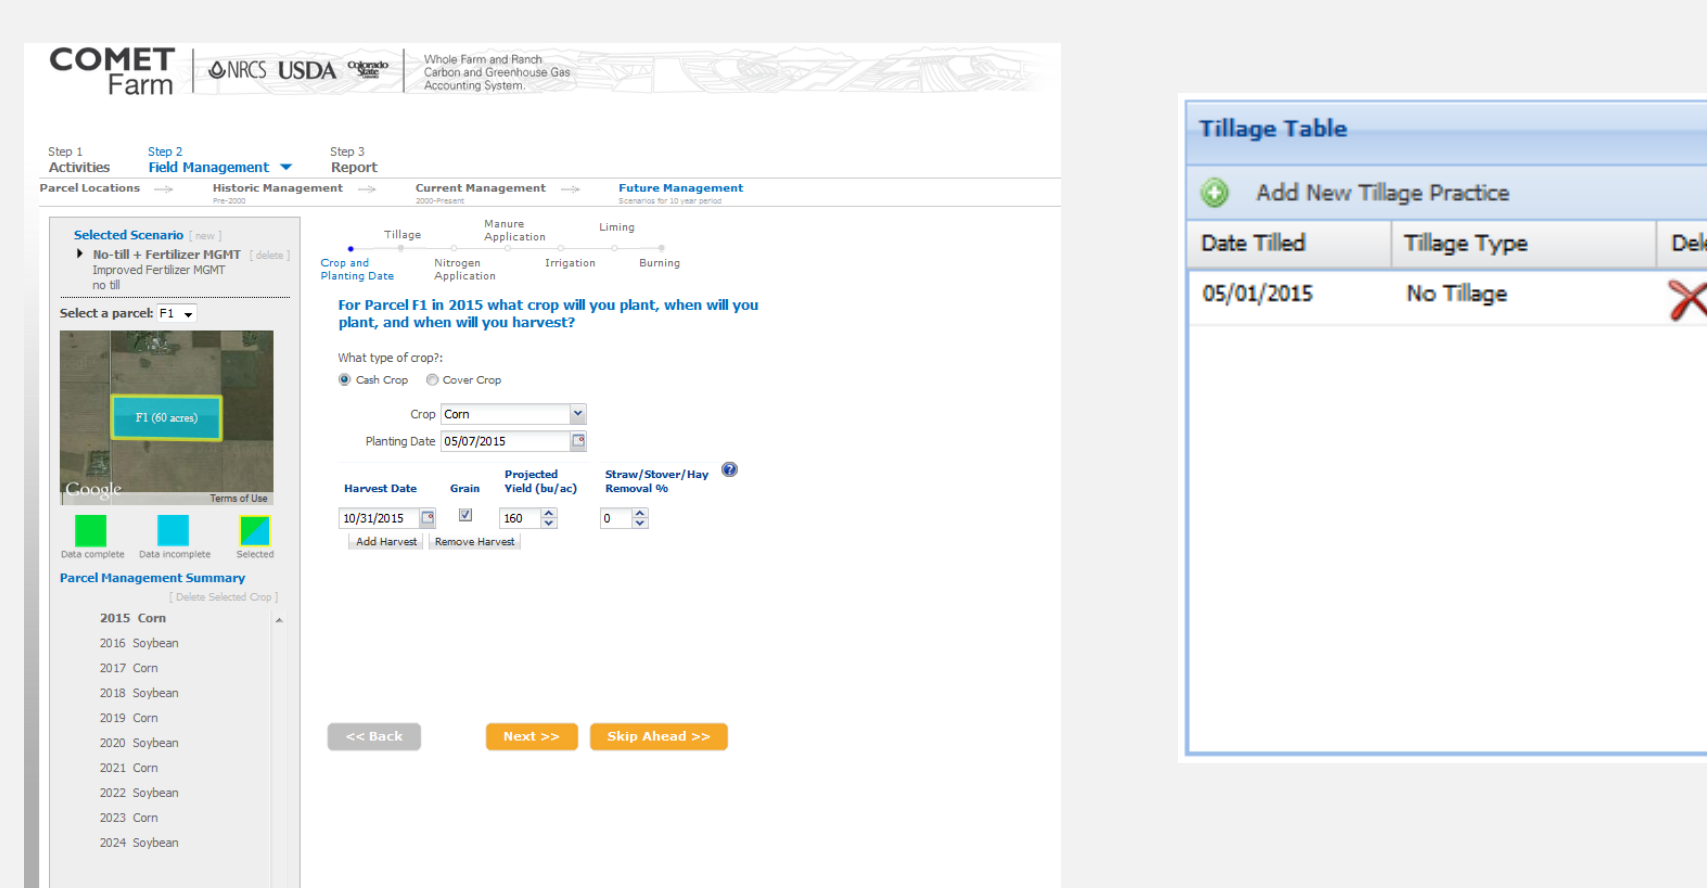 COMET
Farm
NRCS USDA Colorado State
Whole Farm and Ranch
Carbon and Greenhouse Gas
Accounting System.
Step 1
Activities
Step 2
Field Management
Step 3
Report
Parcel Locations
Historic Management
Pre-2000
Current Management
2000-Present
Future Management
Scenarios for 10 year period
Selected Scenario [ new ]
No-till + Fertilizer MGMT [ delete ]
Improved Fertilizer MGMT
no till
Select a parcel: F1
F1 (60 acres)
Google
Terms of Use
Data complete Data incomplete Selected
Parcel Management Summary
[ Delete Selected Crop ]
2015 Corn
2016 Soybean
2017 Corn
2018 Soybean
2019 Corn
2020 Soybean
2021 Corn
2022 Soybean
2023 Corn
2024 Soybean
Crop and
Planting Date
Tillage
Nitrogen
Application
Manure
Application
Irrigation
Liming
Burning
For Parcel F1 in 2015 what crop will you plant, when will you
plant, and when will you harvest?
What type of crop?:
Cash Crop Cover Crop
Crop Corn
Planting Date 05/07/2015
Harvest Date
Grain
Projected
Yield (bu/ac)
Straw/Stover/Hay
Removal %
?
10/31/2015 160 0
Add Harvest Remove Harvest
<< Back Next >> Skip Ahead >>
Tillage Table
Add New Tillage Practice
Date Tilled Tillage Type Dele
05/01/2015 No Tillage